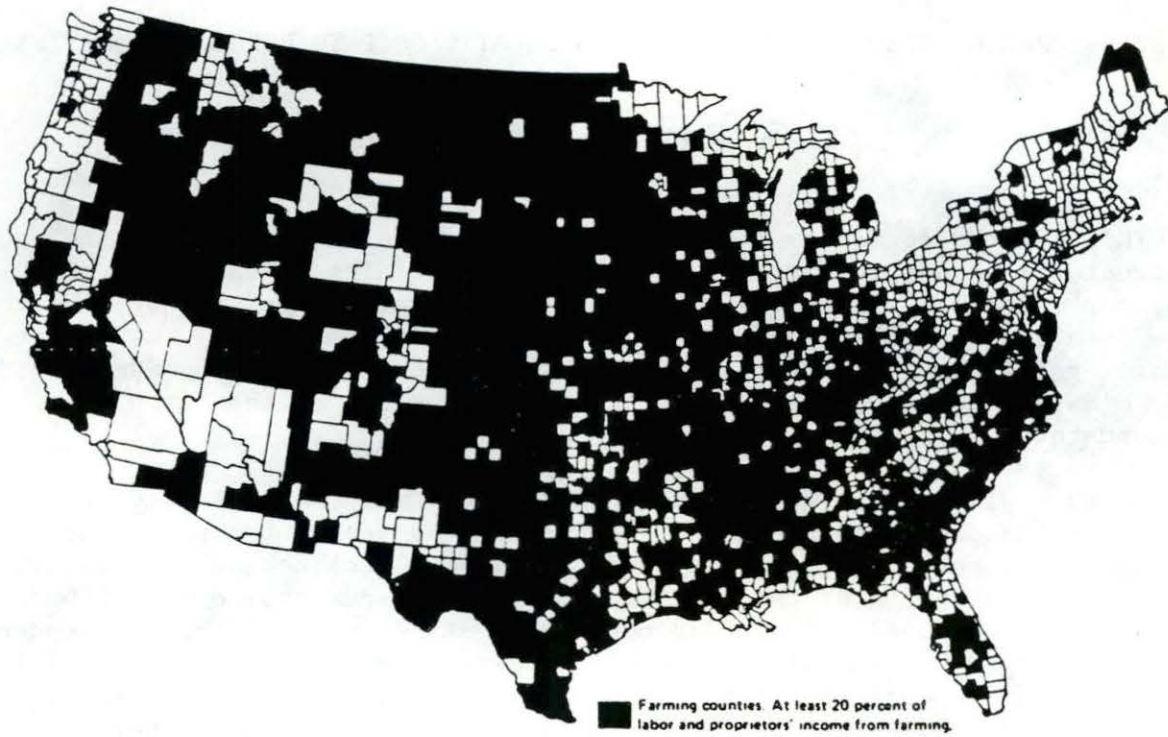 Farming counties. At least 20 percent of
labor and proprietors' income from farming.